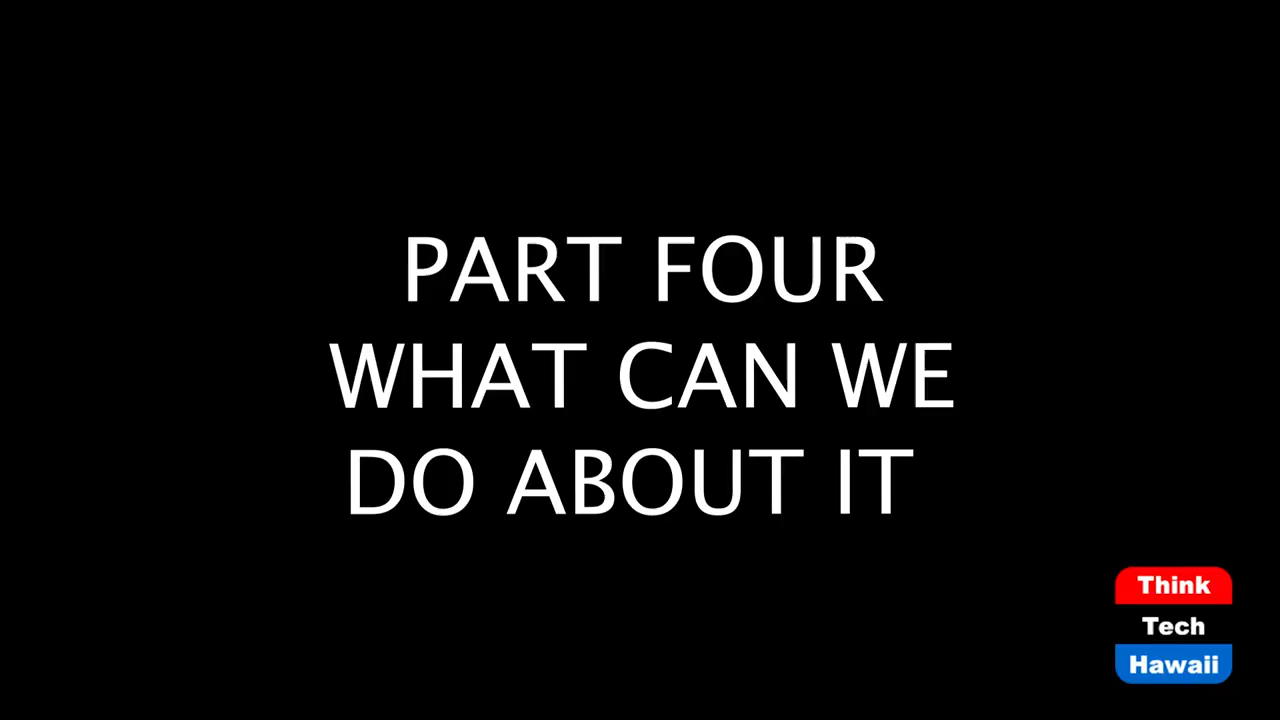 PART FOUR
WHAT CAN WE
DO ABOUT IT
Think
Tech
Hawaii